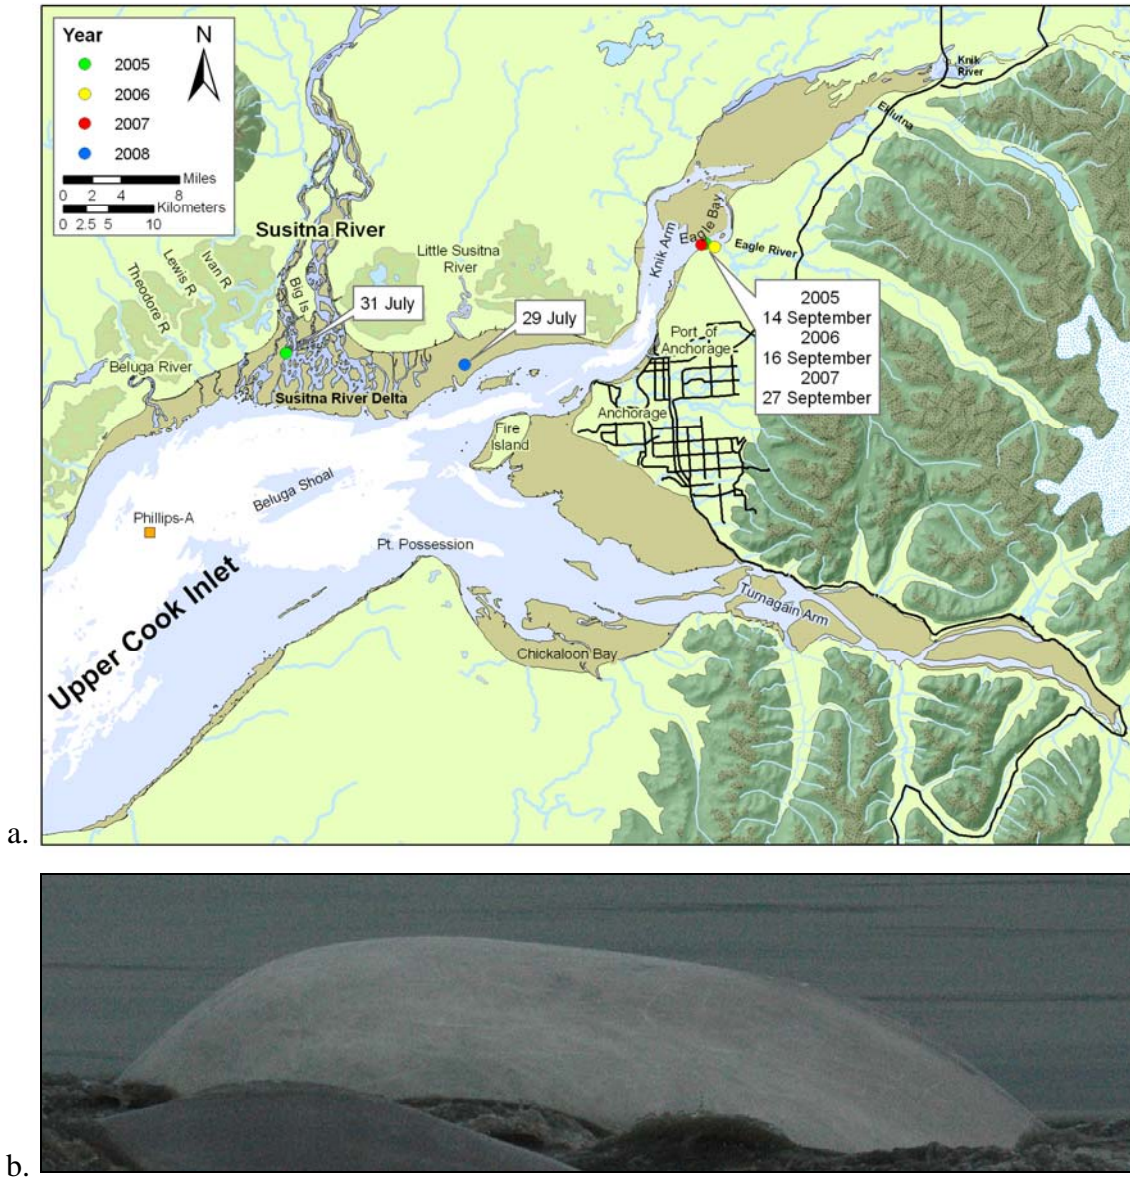 Year
N
2005
2006
2007
2008
Miles
0 2 4 8
Kilometers
0 2.5 5 10
Knik
River
Eklutna
Susitna River
Little Susitna
River
Eagle Bay
Eagle River
Knik Arm
Ivan R
Lewis R
Theodore R
Big Is
31 July
29 July
2005
14 September
2006
16 September
2007
27 September
Port of
Anchorage
Beluga River
Susitna River Delta
Anchorage
Fire
Island
Beluga Shoal
Phillips-A
Pt. Possession
Upper Cook Inlet
Turnagain Arm
Chickaloon Bay
a.
b.